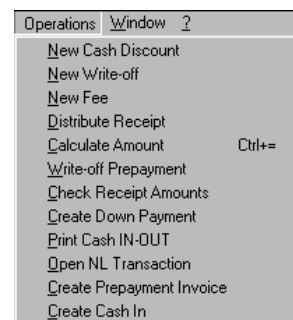 Operations Window ?
New Cash Discount
New Write-off
New Fee
Distribute Receipt
Calculate Amount Ctrl+=
Write-off Prepayment
Check Receipt Amounts
Create Down Payment
Print Cash IN-OUT
Open NL Transaction
Create Prepayment Invoice
Create Cash In